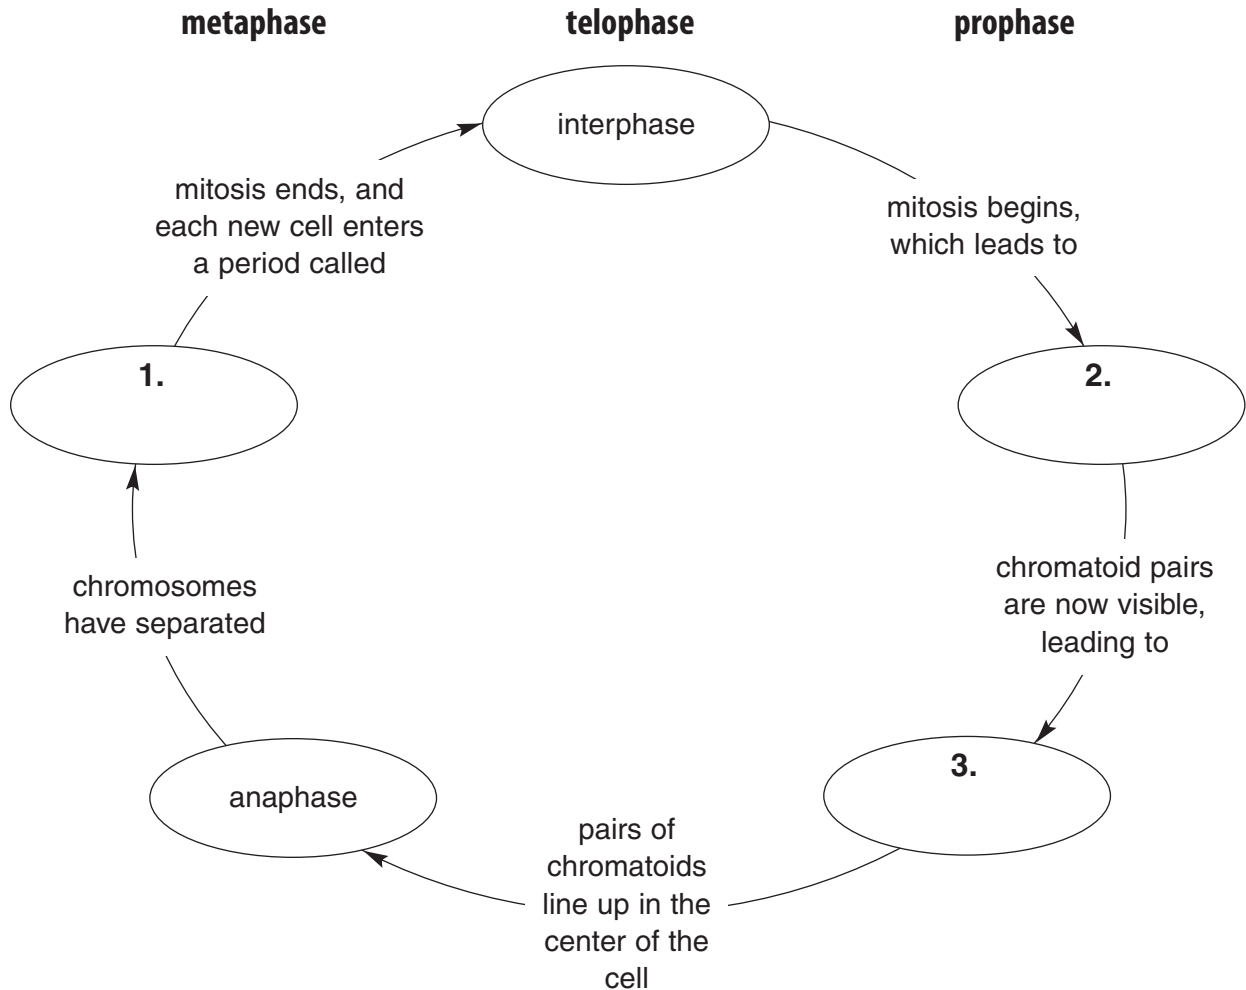 metaphase telophase prophase
interphase
mitosis ends, and
each new cell enters
a period called
mitosis begins,
which leads to
1.
2.
chromosomes
have separated
chromatoid pairs
are now visible,
leading to
anaphase
3.
pairs of
chromatoids
line up in the
center of the
cell